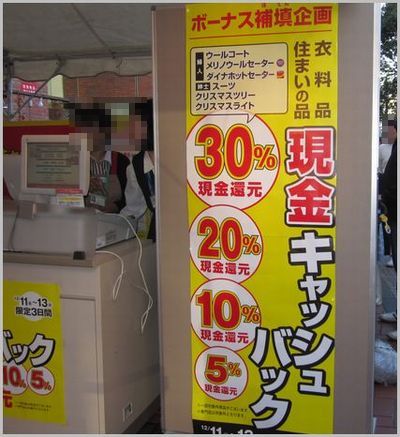 ボーナス補填企画
婦人
ウールコート
メリノウールセーター
ダイナホットセーター
紳士 スーツ
クリスマスツリー
クリスマスライト
衣料品
住まいの品
現金キャッシュバック
30%
現金還元
20%
現金還元
10%
現金還元
5%
現金還元
12/11
12/11 〜13
限定3日間
バック
10% 5%
元